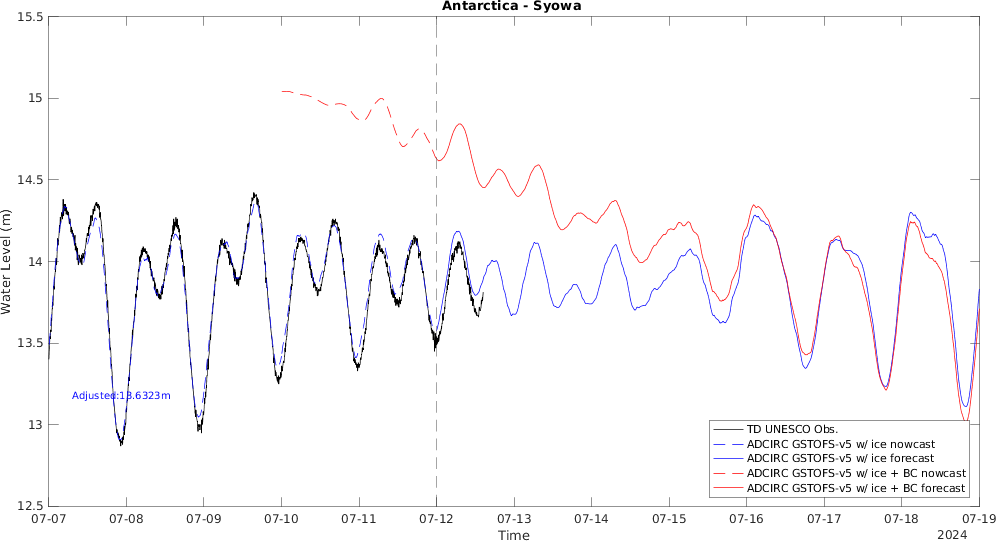 Antarctica - Syowa
Water Level (m)
15.5
15
14.5
14
13.5
13
12.5
Adjusted:13.6323m
TD UNESCO Obs.
ADCIRC GSTOFS-v5 w/ ice nowcast
ADCIRC GSTOFS-v5 w/ ice forecast
ADCIRC GSTOFS-v5 w/ ice + BC nowcast
ADCIRC GSTOFS-v5 w/ ice + BC forecast
07-07 07-08 07-09 07-10 07-11 07-12 07-13 07-14 07-15 07-16 07-17 07-18 07-19
Time
2024